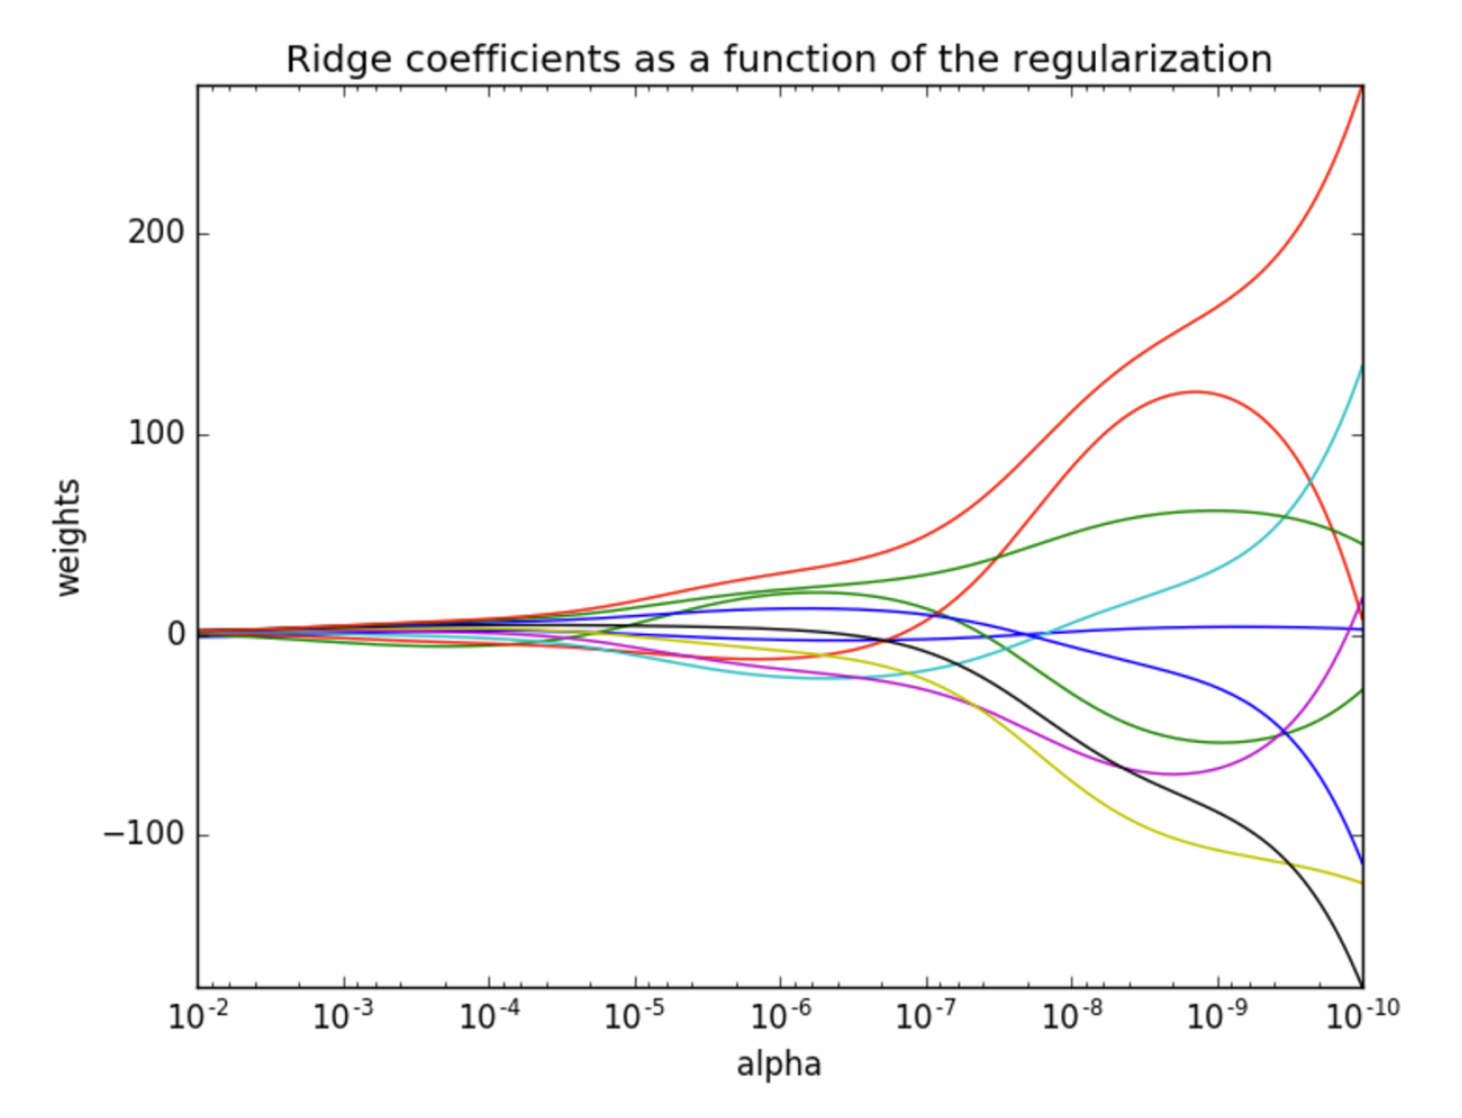 Ridge coefficients as a function of the regularization
200
100
0
−100
weights
10-2 10-3 10-4 10-5 10-6 10-7 10-8 10-9 10-10
alpha